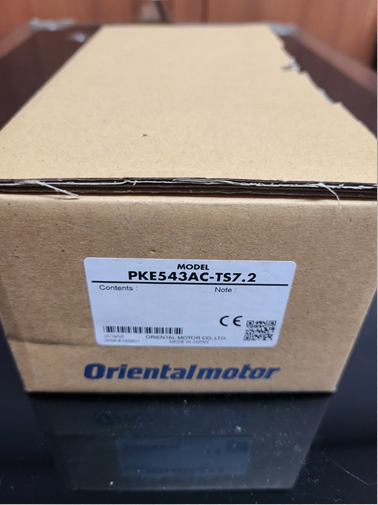 MODEL
PKE543AC-TS7.2
Contents : Note :
CE
ORIENTAL MOTOR CO., LTD.
MADE IN JAPAN
Orientalmotor